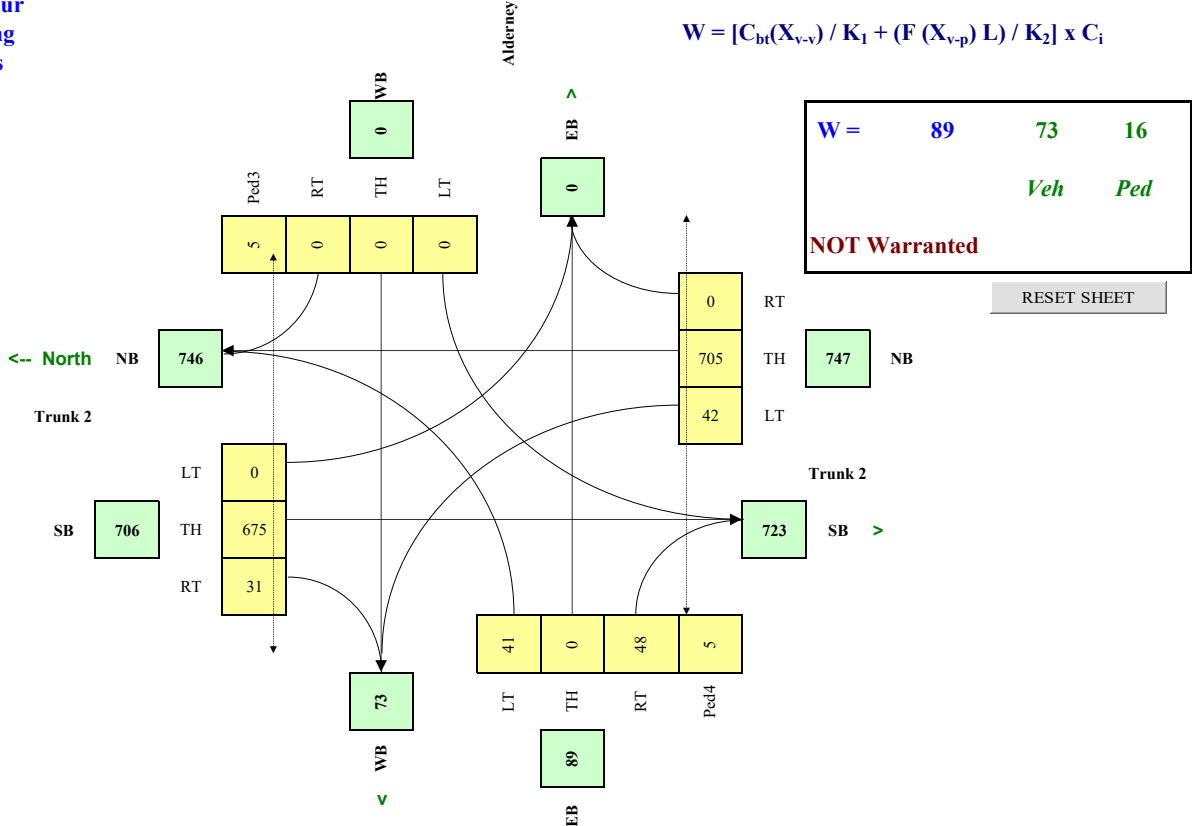 ur
ng
s
Alderney
W = [Cbt(Xv-v) / K1 + (F (Xv-p) L) / K2] x Ci
WB
0
^
EB
0
W = 89 73 16
Veh Ped
NOT Warranted
RESET SHEET
Ped3 RT TH LT
5 0 0 0
0 RT
705 TH
42 LT
<-- North NB 746
747 NB
Trunk 2
LT 0
TH 675
RT 31
SB 706
Trunk 2
723 SB >
41 0 48 5
LT TH RT Ped4
73
WB
v
89
EB